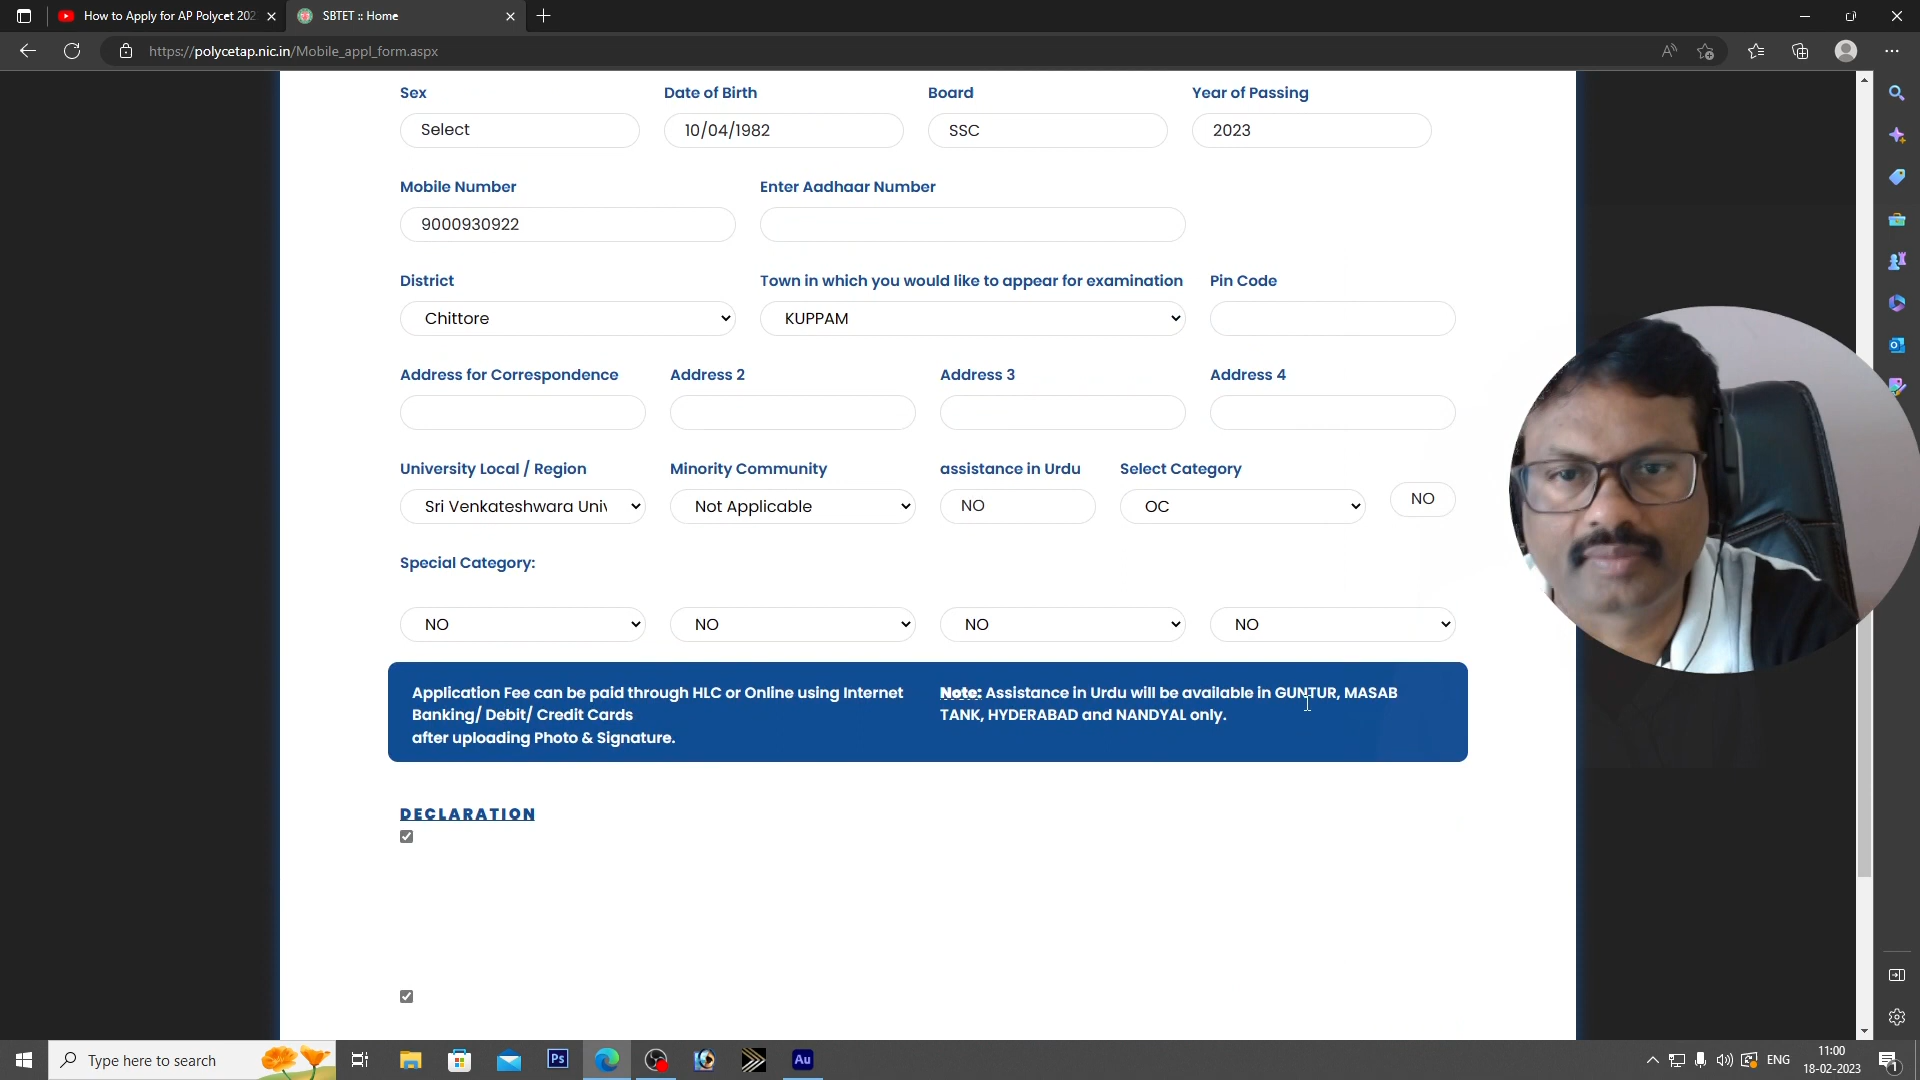 How to Apply for AP Polycet 202
SBTET :: Home
https://polycetap.nic.in/Mobile_appl_form.aspx
Sex
Date of Birth
Board
Year of Passing
Select
10/04/1982
SSC
2023
Mobile Number
Enter Aadhaar Number
9000930922
District
Town in which you would like to appear for examination
Pin Code
Chittore
KUPPAM
Address for Correspondence
Address 2
Address 3
Address 4
University Local / Region
Minority Community
assistance in Urdu
Select Category
Sri Venkateshwara Univ
Not Applicable
NO
OC
NO
Special Category:
NO
NO
NO
NO
Application Fee can be paid through HLC or Online using Internet
Banking/ Debit/ Credit Cards
after uploading Photo & Signature.
Note: Assistance in Urdu will be available in GUNTUR, MASAB
TANK, HYDERABAD and NANDYAL only.
DECLARATION
Type here to search
Ps
Au
ENG
11:00
18-02-2023
1